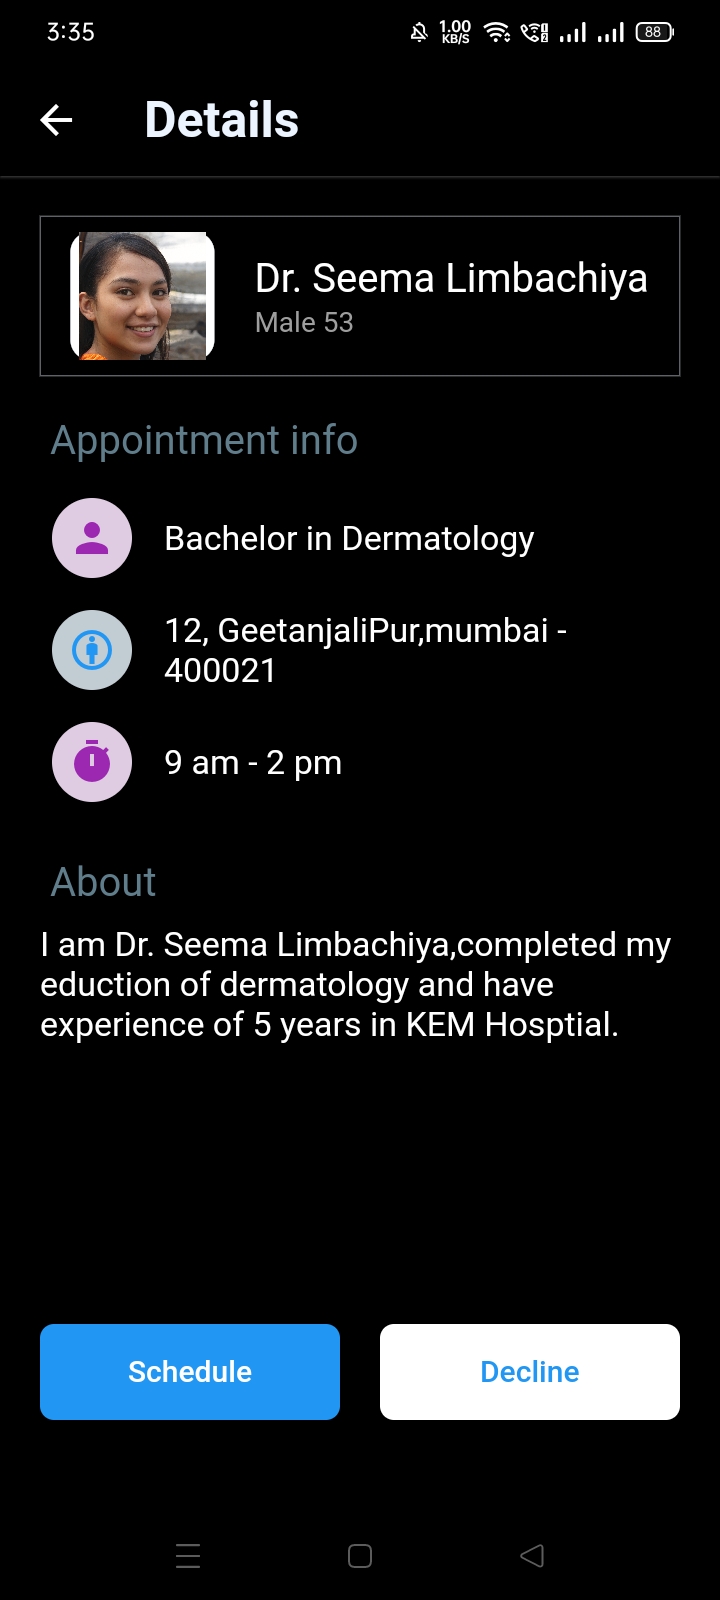 3:35
1.00
KB/S
1
2
88
Details
Dr. Seema Limbachiya
Male 53
Appointment info
Bachelor in Dermatology
12, GeetanjaliPur,mumbai -
400021
9 am - 2 pm
About
I am Dr. Seema Limbachiya,completed my
eduction of dermatology and have
experience of 5 years in KEM Hosptial.
Schedule
Decline